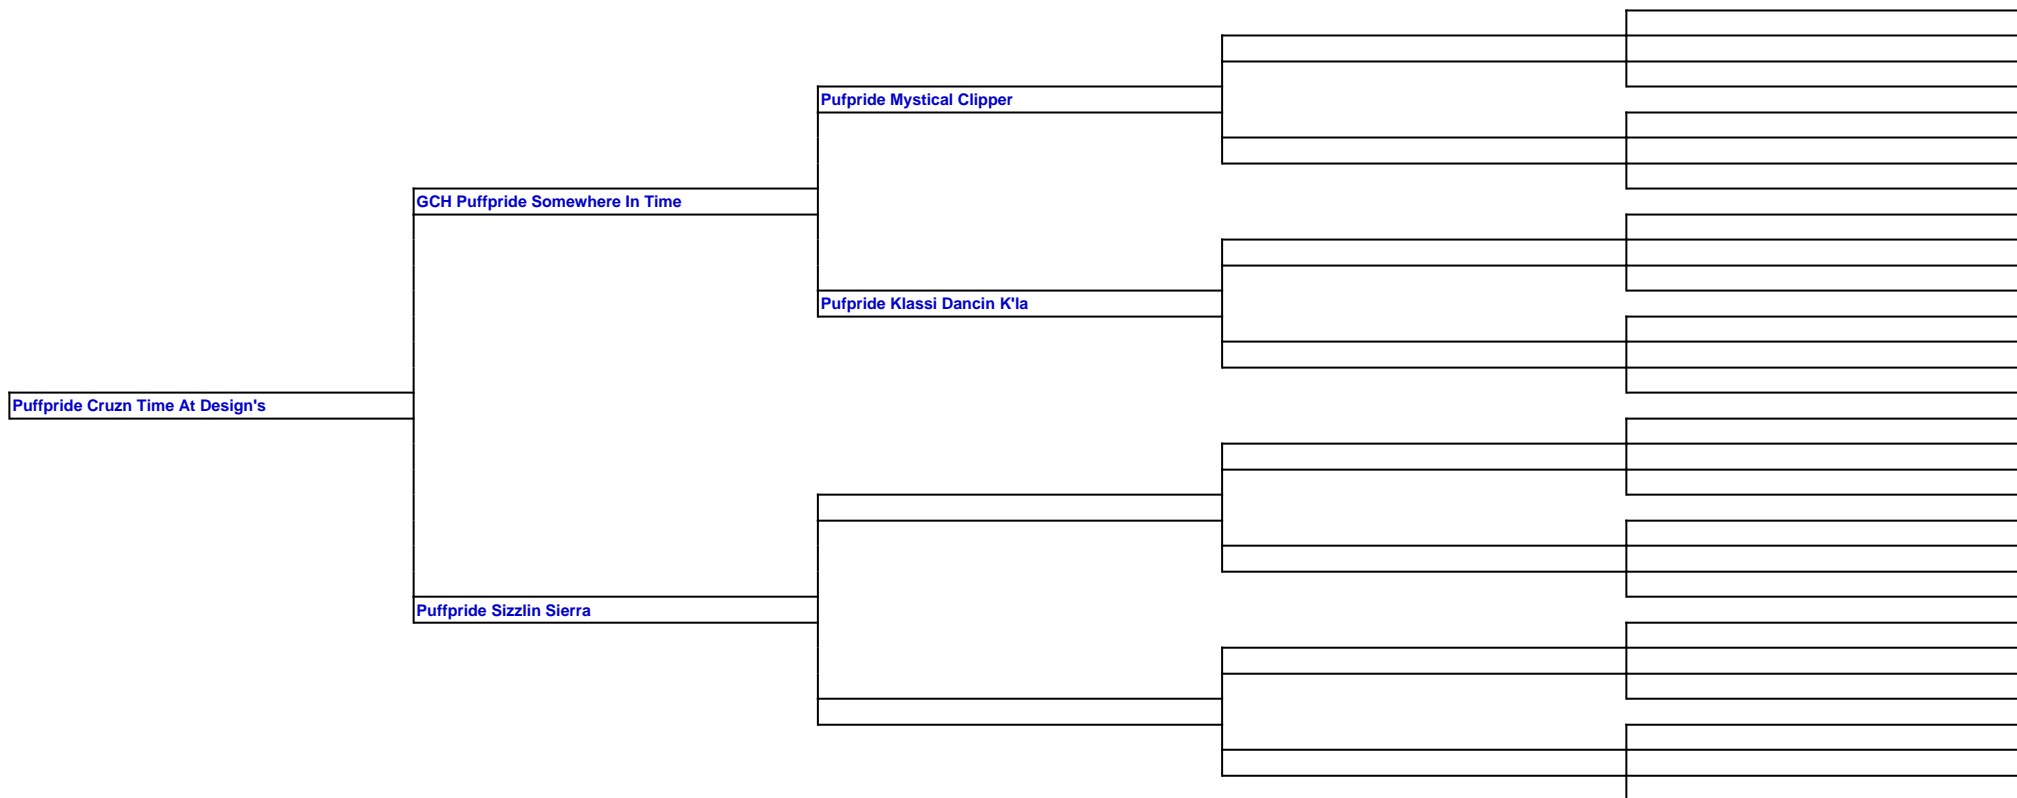 Pufpride Mystical Clipper
GCH Puffpride Somewhere In Time
Pufpride Klassi Dancin K'la
Puffpride Cruzn Time At Design's
Puffpride Sizzlin Sierra